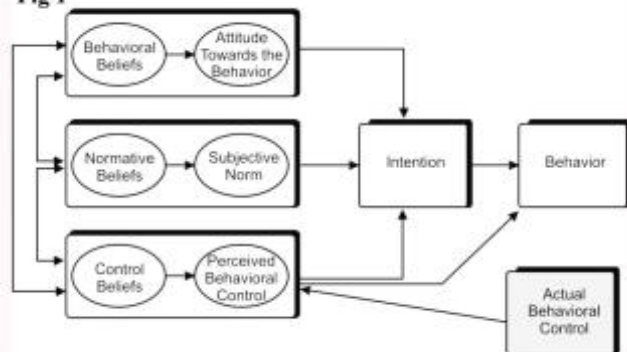 Fig 1
Behavioral
Beliefs
Attitude
Towards the
Behavior
Normative
Beliefs
Subjective
Norm
Intention
Behavior
Control
Beliefs
Perceived
Behavioral
Control
Actual
Behavioral
Control